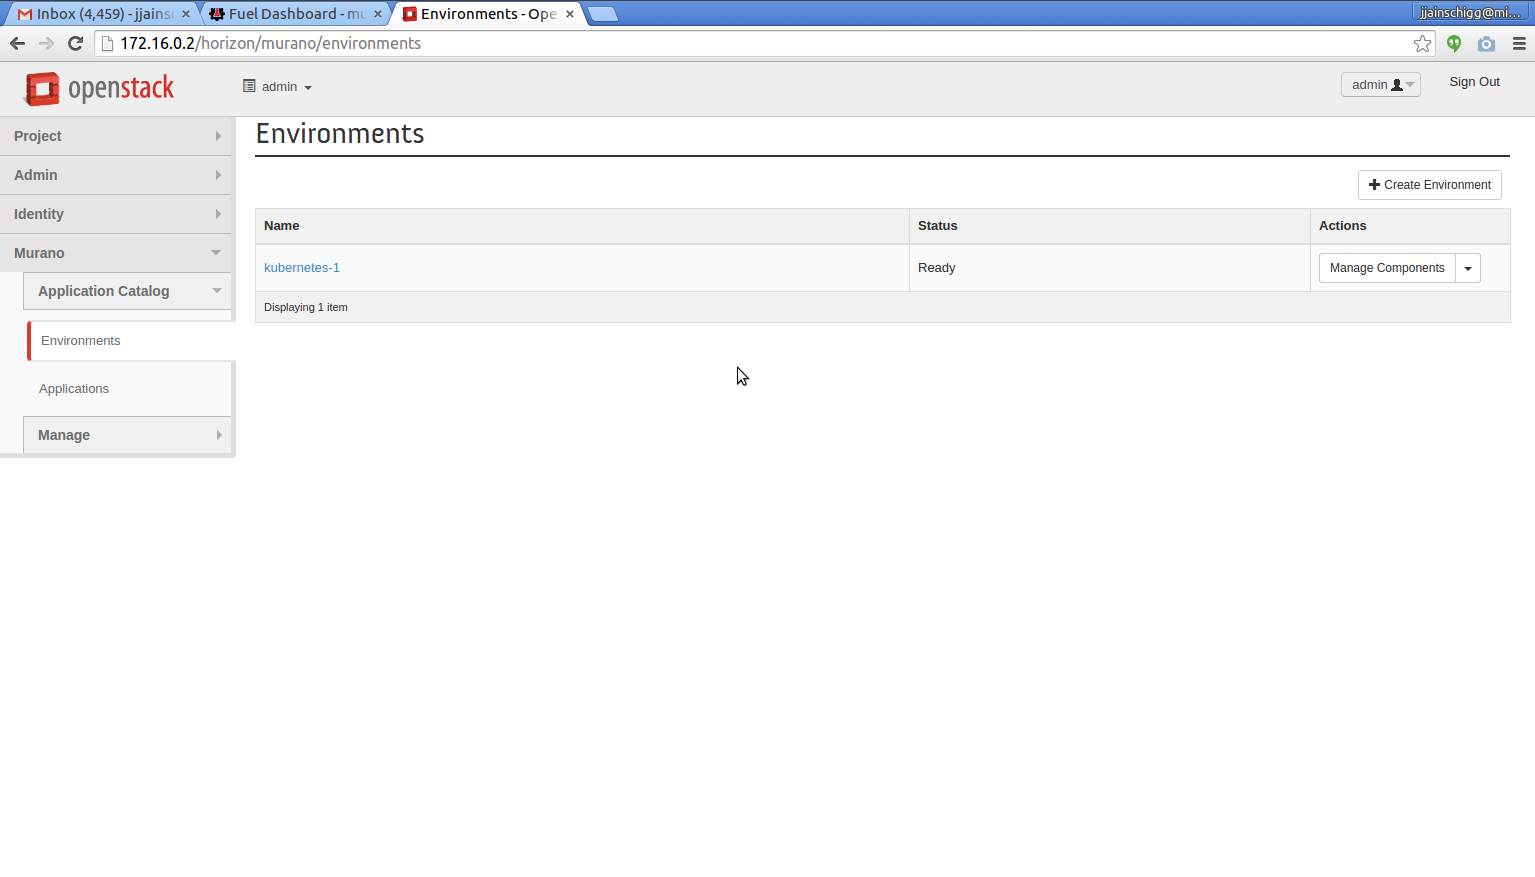 Inbox (4,459) - jjains
Fuel Dashboard - mu
Environments - Ope
jjainschigg@mi...
172.16.0.2/horizon/murano/environments
openstack
admin
admin
Sign Out
Project
Admin
Identity
Murano
Application Catalog
Environments
Applications
Manage
Environments
Create Environment
Name Status Actions
kubernetes-1 Ready Manage Components
Displaying 1 item